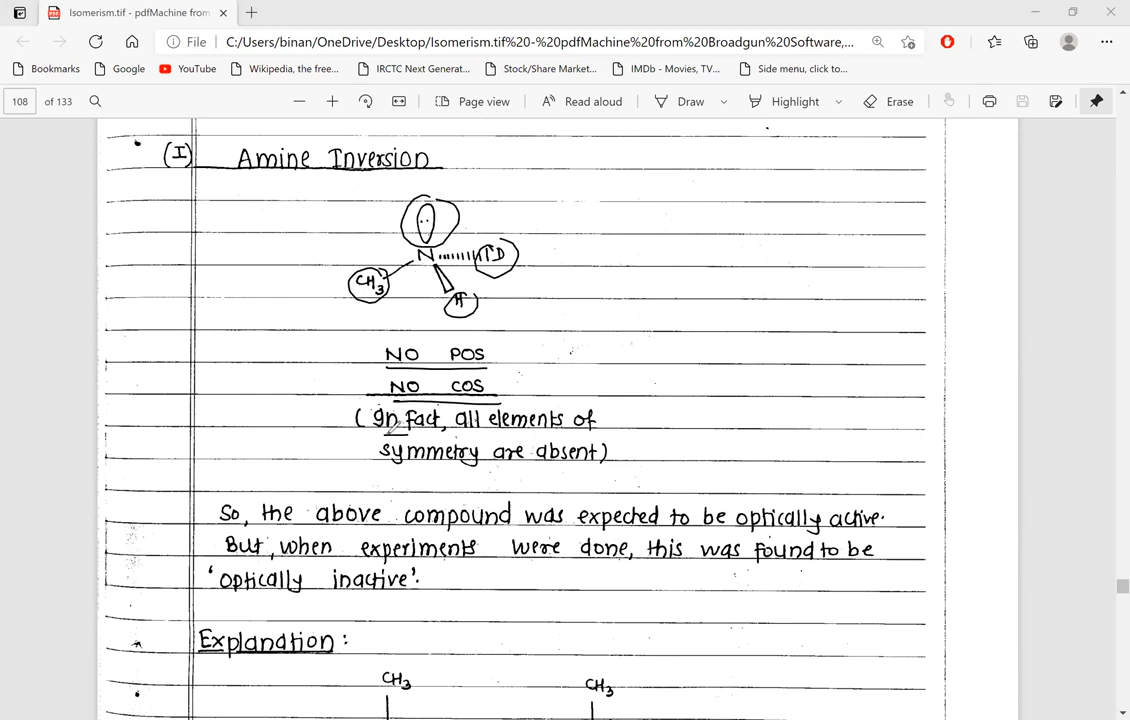 Isomerism.tif - pdfMachine from
File
C:/Users/binan/OneDrive/Desktop/Isomerism.tif%20-%20pdfMachine%20from%20Broadgun%20Software,...
Bookmarks
Google
YouTube
Wikipedia, the free...
IRCTC Next Generat...
Stock/Share Market...
IMDb - Movies, TV...
Side menu, click to...
108 of 133
Page view
Read aloud
Draw
Highlight
Erase
(I) Amine Inversion
N
D
CH3
H
NO POS
NO COS
(In fact, all elements of
symmetry are absent)
So, the above compound was expected to be optically active.
But, when experiments were done, this was found to be
'optically inactive'.
Explanation :
CH3 CH3